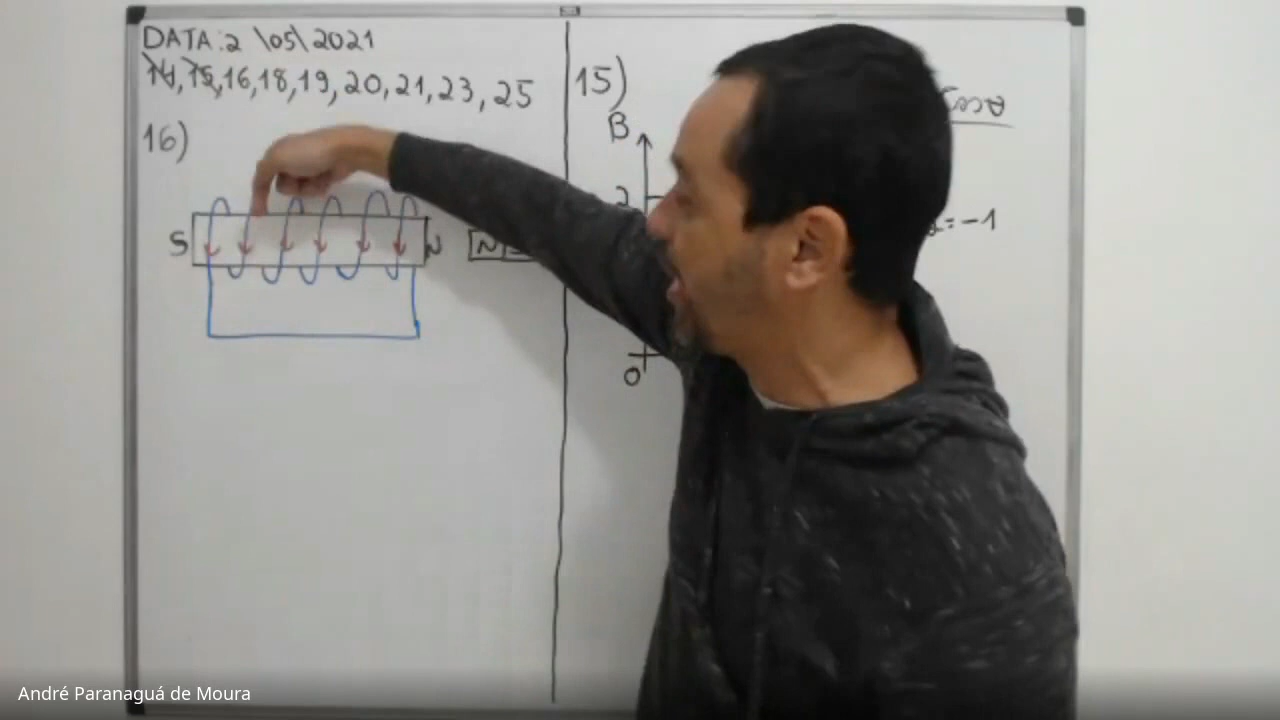 DATA: 2 \05\2021
14, 15, 16, 18, 19, 20, 21, 23, 25
16)
S
N
N
15)
B
2
0
= -1
André Paranaguá de Moura